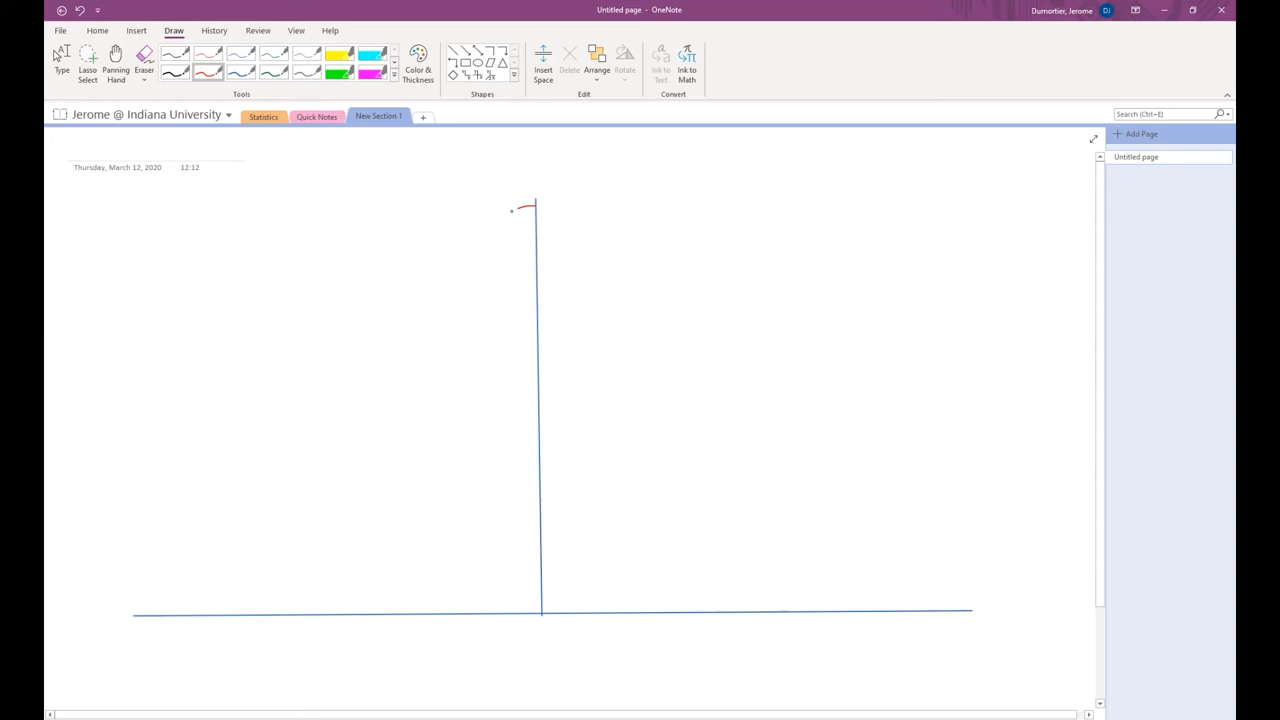 Untitled page - OneNote
Dumortier, Jerome DJ
File Home Insert Draw History Review View Help
Type
Lasso Select
Panning Hand
Eraser
Color & Thickness
Insert Space
Delete
Arrange
Rotate
Ink to Text
Ink to Math
Tools
Shapes
Edit
Convert
Jerome @ Indiana University
Statistics
Quick Notes
New Section 1
Search (Ctrl+E)
Add Page
Untitled page
Thursday, March 12, 2020 12:12